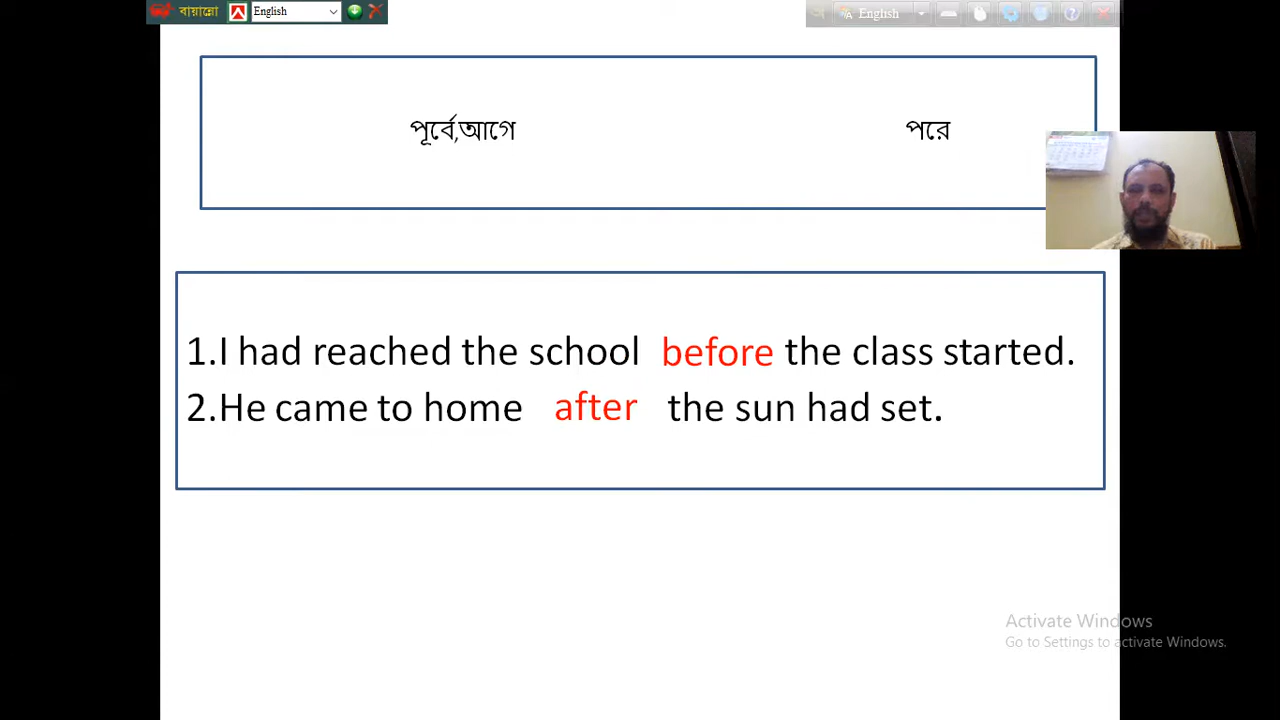 বায়ান্নো English English
পূর্বে,আগে পরে
1.I had reached the school before the class started.
2.He came to home after the sun had set.
Activate Windows
Go to Settings to activate Windows.